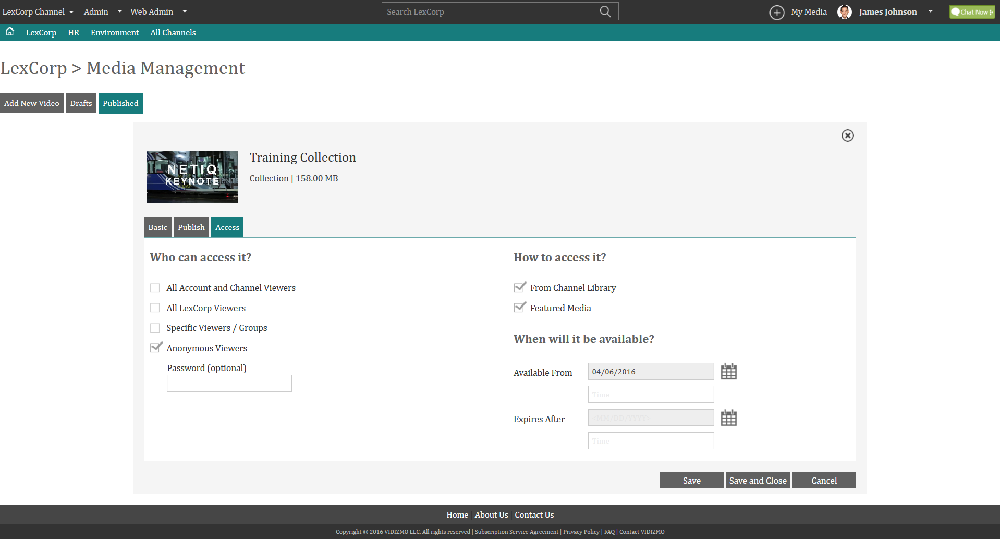 LexCorp Channel Admin Web Admin Search LexCorp My Media James Johnson Chat Now
LexCorp HR Environment All Channels
LexCorp > Media Management
Add New Video Drafts Published
NETIQ
KEYNOTE
Training Collection
Collection | 158.00 MB
Basic Publish Access
Who can access it?
All Account and Channel Viewers
All LexCorp Viewers
Specific Viewers / Groups
Anonymous Viewers
Password (optional)
How to access it?
From Channel Library
Featured Media
When will it be available?
Available From 04/06/2016
Time
Expires After <MM/DD/YYYY>
Time
Save Save and Close Cancel
Home | About Us | Contact Us
Copyright © 2016 VIDIZMO LLC. All rights reserved | Subscription Service Agreement | Privacy Policy | FAQ | Contact VIDIZMO